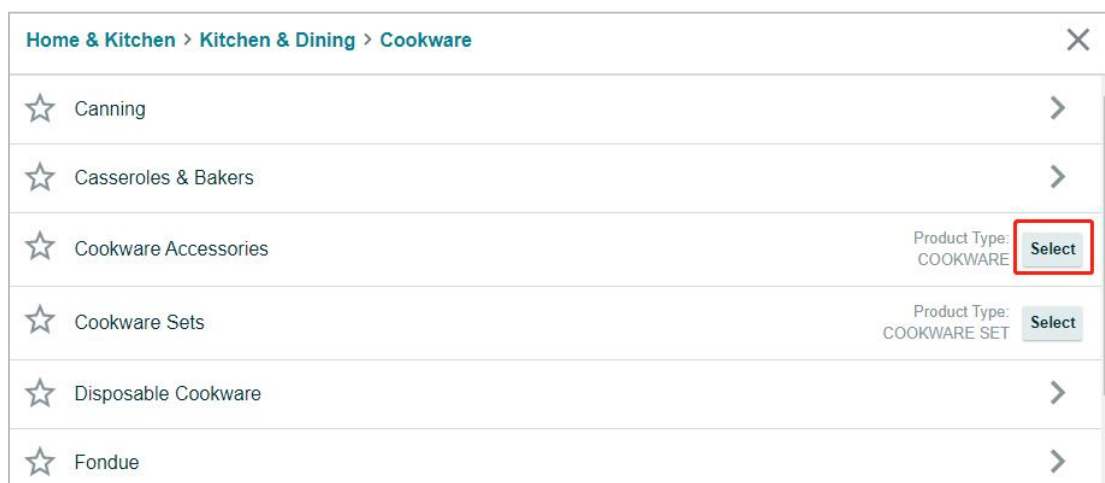 Home & Kitchen > Kitchen & Dining > Cookware
Canning
Casseroles & Bakers
Cookware Accessories
Product Type:
COOKWARE
Select
Cookware Sets
Product Type:
COOKWARE SET
Select
Disposable Cookware
Fondue